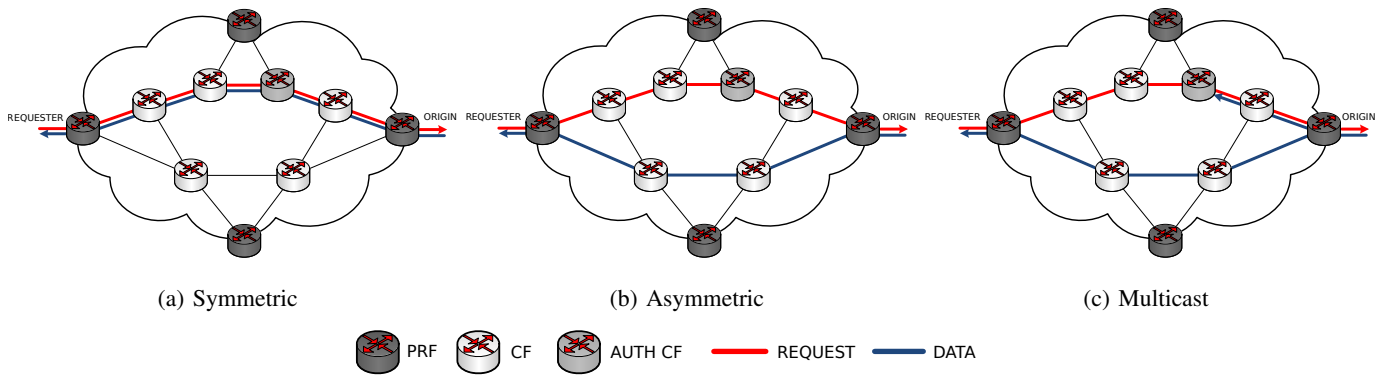 REQUESTER ORIGIN REQUESTER ORIGIN REQUESTER ORIGIN
(a) Symmetric (b) Asymmetric (c) Multicast
PRF CF AUTH CF REQUEST DATA